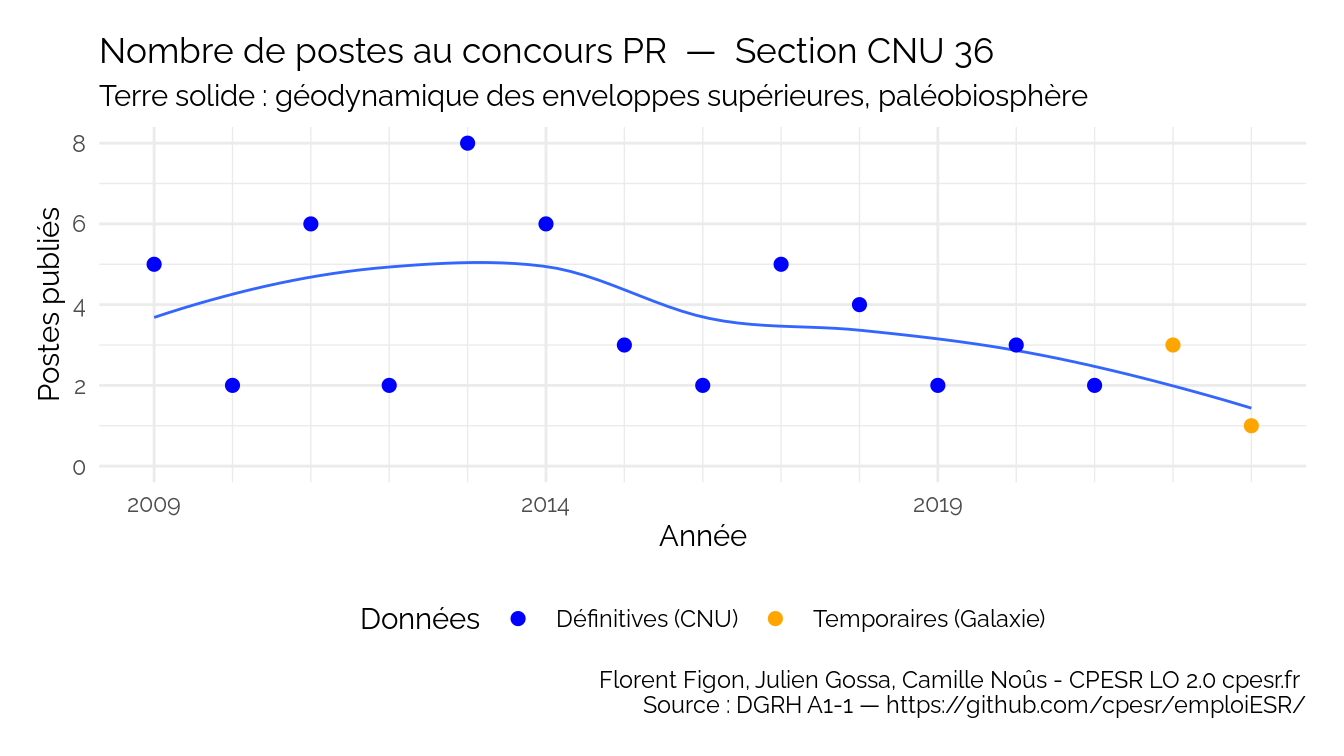 Nombre de postes au concours PR — Section CNU 36
Terre solide : géodynamique des enveloppes supérieures, paléobiosphère
Postes publiés
8
6
4
2
0
2009 2014 2019
Année
Données Définitives (CNU) Temporaires (Galaxie)
Florent Figon, Julien Gossa, Camille Noûs - CPESR LO 2.0 cpesr.fr
Source : DGRH A1-1 — https://github.com/cpesr/emploiESR/